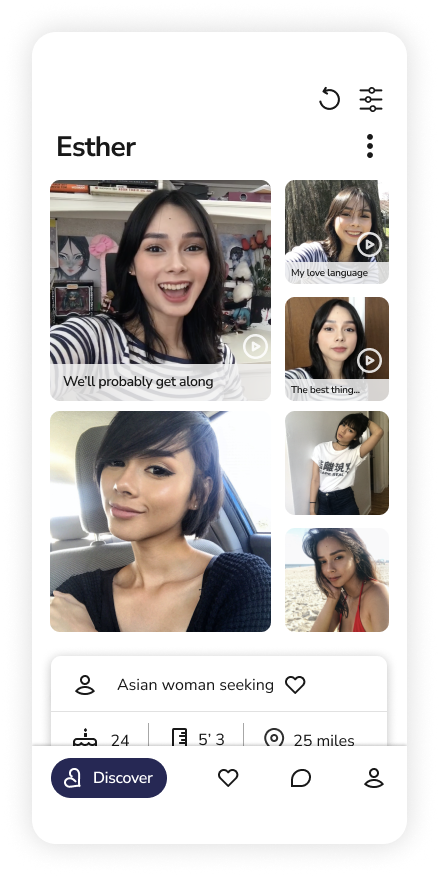 Esther
My love language
We'll probably get along
The best thing...
Asian woman seeking
24
5' 3
25 miles
Discover